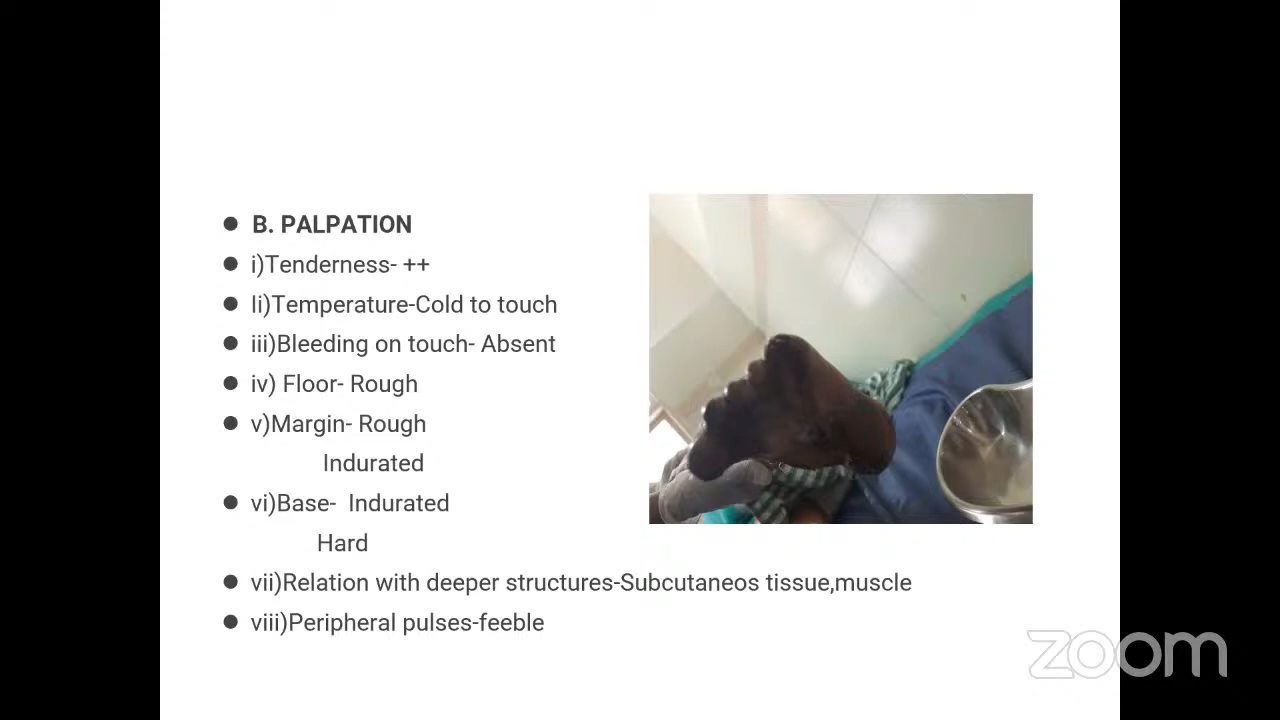 B. PALPATION
i)Tenderness- ++
Ii)Temperature-Cold to touch
iii)Bleeding on touch- Absent
iv) Floor- Rough
v)Margin- Rough
Indurated
vi)Base- Indurated
Hard
vii)Relation with deeper structures-Subcutaneos tissue,muscle
viii)Peripheral pulses-feeble
zoom